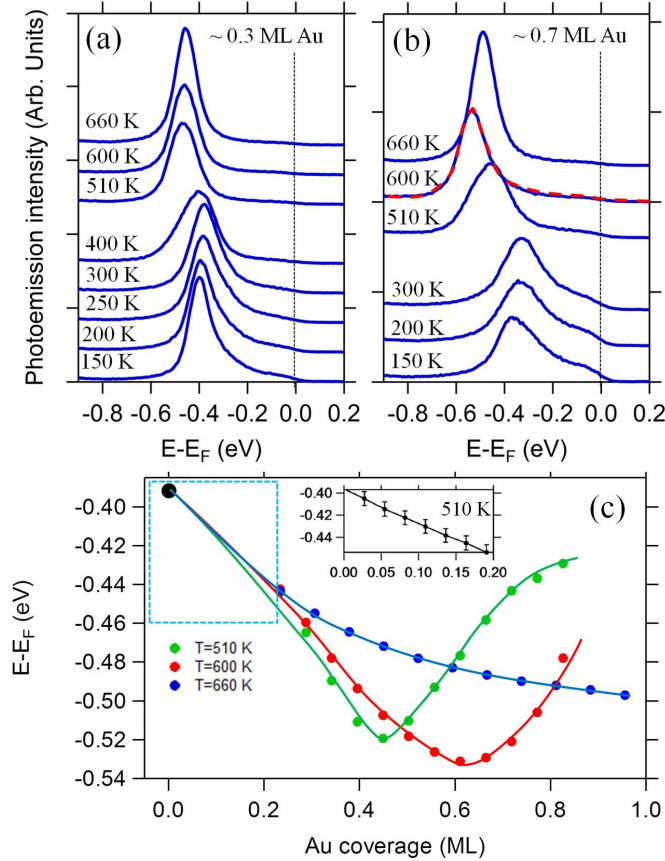 (a)
~ 0.3 ML Au
660 K
600 K
510 K
400 K
300 K
250 K
200 K
150 K
Photoemission intensity (Arb. Units)
-0.8 -0.6 -0.4 -0.2 0.0 0.2
E-EF (eV)
(b)
~ 0.7 ML Au
660 K
600 K
510 K
300 K
200 K
150 K
-0.8 -0.6 -0.4 -0.2 0.0 0.2
E-EF (eV)
(c)
-0.40
-0.42
-0.44
-0.46
-0.48
-0.50
-0.52
-0.54
E-EF (eV)
510 K
-0.40
-0.42
-0.44
0.00 0.05 0.10 0.15 0.20
T=510 K
T=600 K
T=660 K
0.0 0.2 0.4 0.6 0.8 1.0
Au coverage (ML)